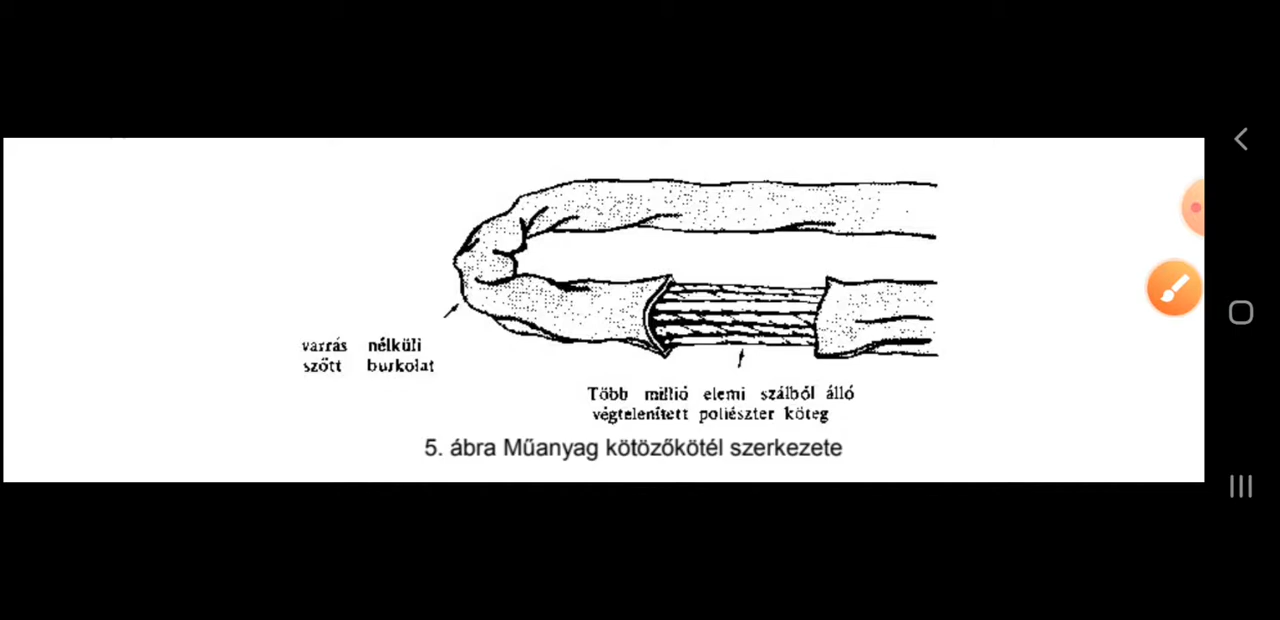 varrás nélküli
szőtt burkolat
Több millió elemi szálból álló
végtelenített poliészter köteg
5. ábra Műanyag kötözőkötél szerkezete